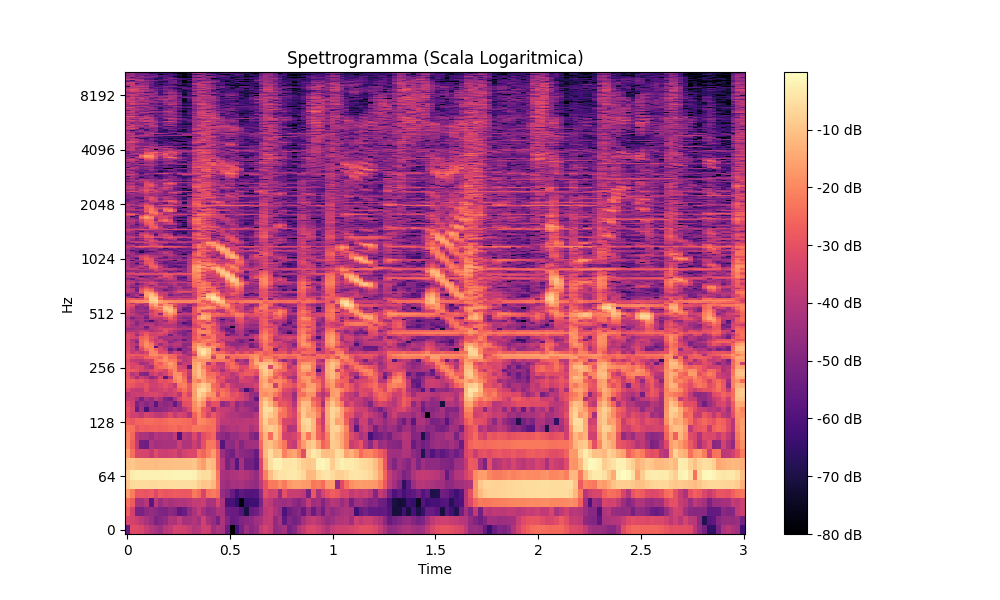 Spettrogramma (Scala Logaritmica)
8192
4096
2048
1024
512
256
128
64
0
Hz
0
0.5
1
1.5
2
2.5
3
Time
-10 dB
-20 dB
-30 dB
-40 dB
-50 dB
-60 dB
-70 dB
-80 dB